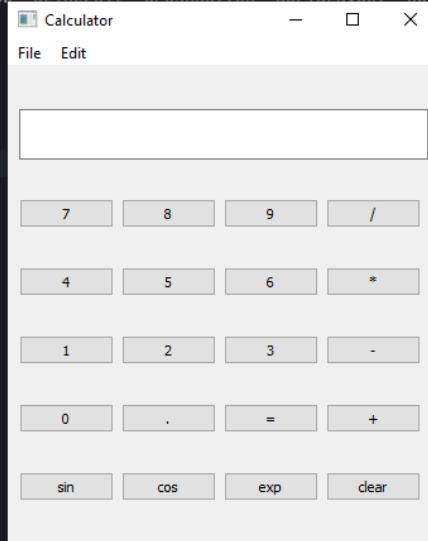 Calculator
File Edit
7 8 9 /
4 5 6 *
1 2 3 -
0 . = +
sin cos exp clear